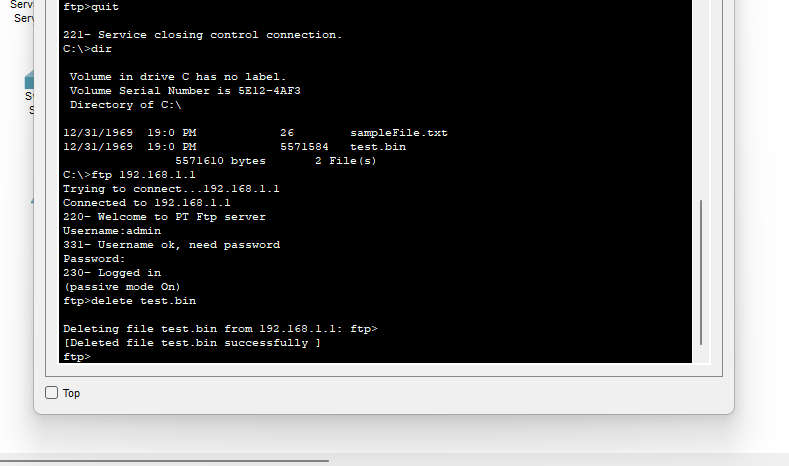 Serv
Serv
S
S
ftp>quit
221- Service closing control connection.
C:\>dir
Volume in drive C has no label.
Volume Serial Number is 5E12-4AF3
Directory of C:\
12/31/1969 19:0 PM 26 sampleFile.txt
12/31/1969 19:0 PM 5571584 test.bin
5571610 bytes 2 File(s)
C:\>ftp 192.168.1.1
Trying to connect...192.168.1.1
Connected to 192.168.1.1
220- Welcome to PT Ftp server
Username:admin
331- Username ok, need password
Password:
230- Logged in
(passive mode On)
ftp>delete test.bin
Deleting file test.bin from 192.168.1.1: ftp>
[Deleted file test.bin successfully ]
ftp>
Top